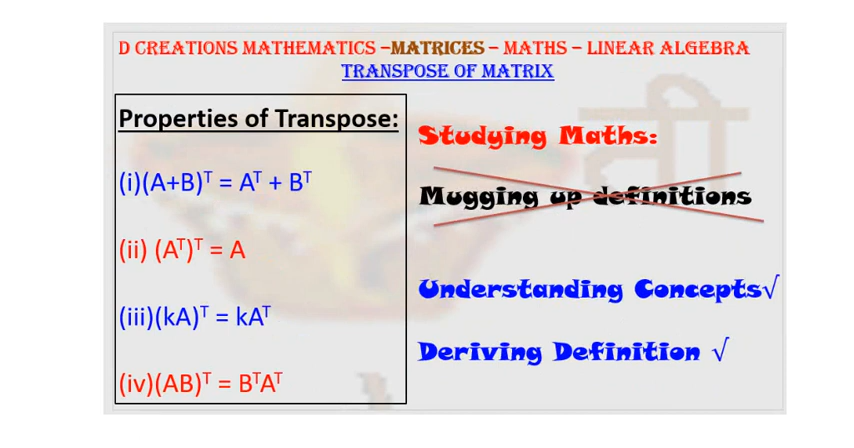 D CREATIONS MATHEMATICS –MATRICES – MATHS – LINEAR ALGEBRA
TRANSPOSE OF MATRIX
Properties of Transpose:
(i)(A+B)ᵀ = Aᵀ + Bᵀ
(ii) (Aᵀ)ᵀ = A
(iii)(kA)ᵀ = kAᵀ
(iv)(AB)ᵀ = BᵀAᵀ
Studying Maths:
Mugging up definitions
Understanding Concepts√
Deriving Definition √